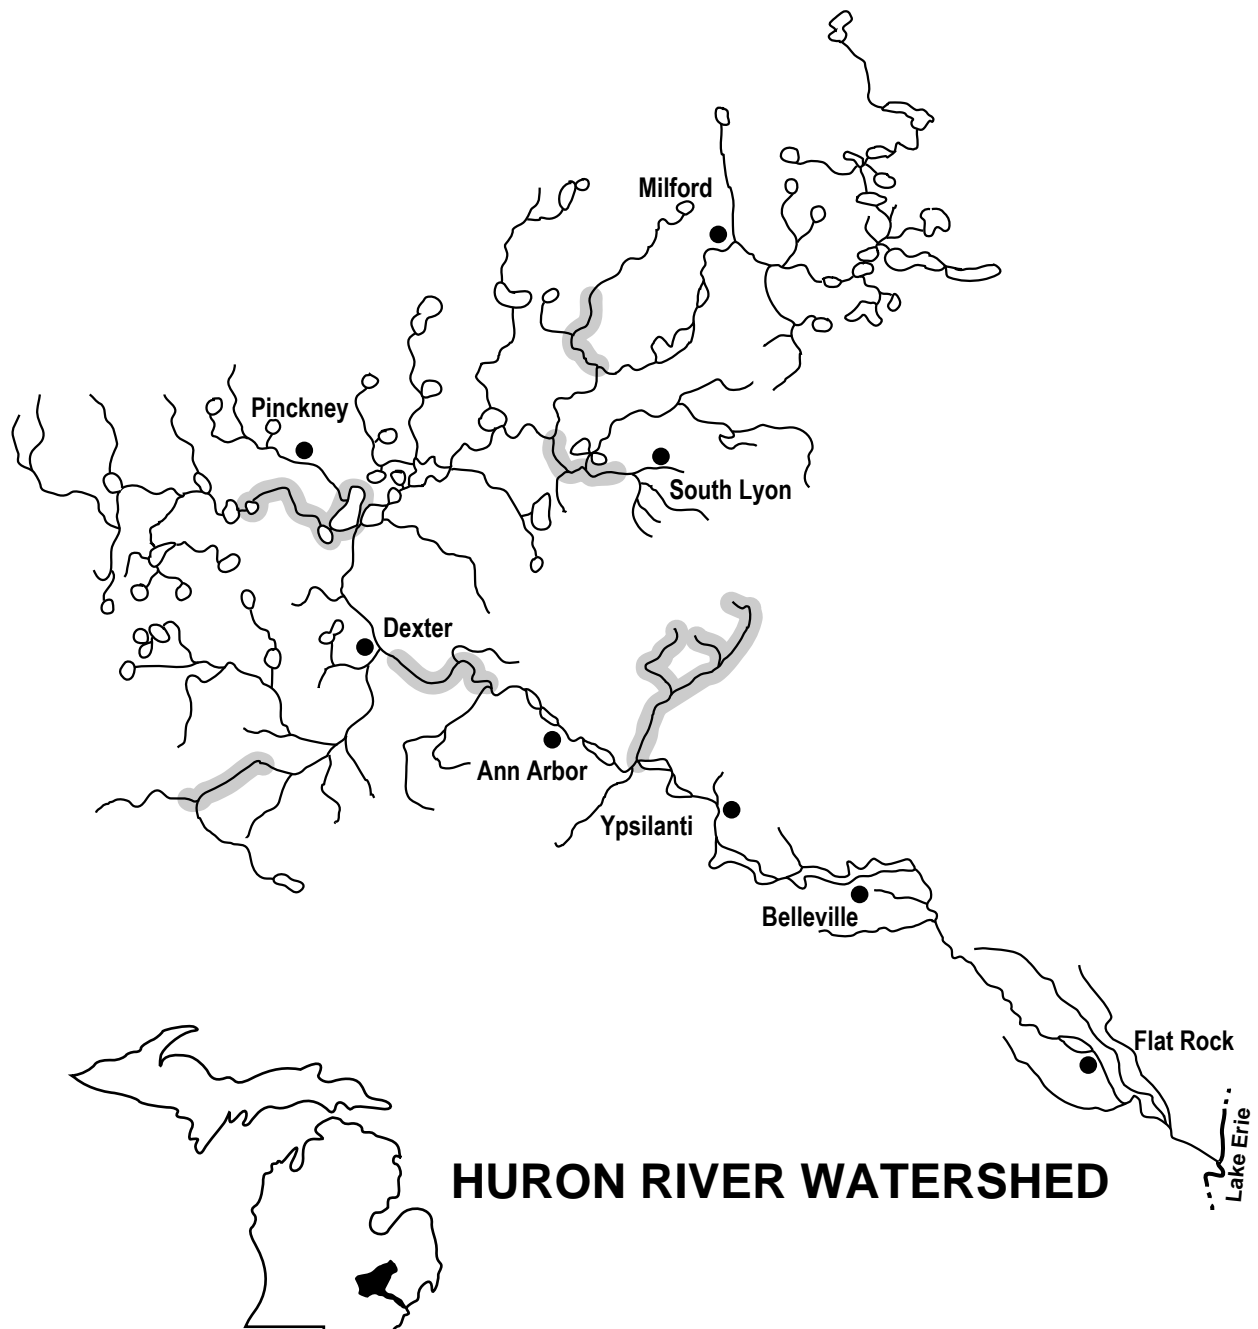 Milford
Pinckney
South Lyon
Dexter
Ann Arbor
Ypsilanti
Belleville
Flat Rock
Lake Erie
HURON RIVER WATERSHED